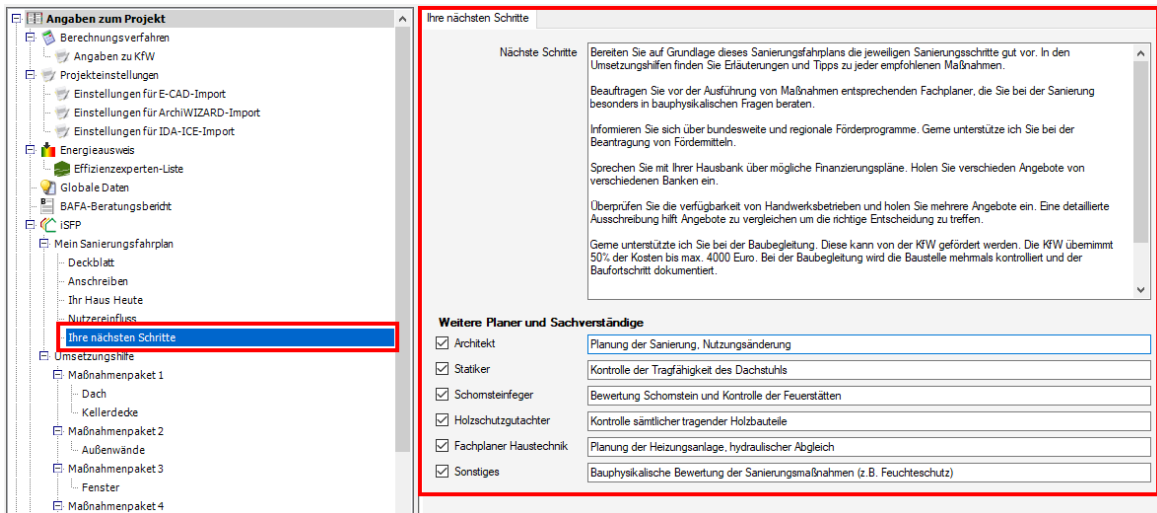 Angaben zum Projekt
Berechnungsverfahren
Angaben zu KfW
Projekteinstellungen
Einstellungen für E-CAD-Import
Einstellungen für ArchiWIZARD-Import
Einstellungen für IDA-ICE-Import
Energieausweis
Effizienzexperten-Liste
Globale Daten
BAFA-Beratungsbericht
iSFP
Mein Sanierungsfahrplan
Deckblatt
Anschreiben
Ihr Haus Heute
Nutzereinfluss
Ihre nächsten Schritte
Umsetzungshilfe
Maßnahmenpaket 1
Dach
Kellerdecke
Maßnahmenpaket 2
Außenwände
Maßnahmenpaket 3
Fenster
Maßnahmenpaket 4
Ihre nächsten Schritte
Nächste Schritte
Bereiten Sie auf Grundlage dieses Sanierungsfahrplans die jeweiligen Sanierungsschritte gut vor. In den
Umsetzungshilfen finden Sie Erläuterungen und Tipps zu jeder empfohlenen Maßnahmen.
Beauftragen Sie vor der Ausführung von Maßnahmen entsprechenden Fachplaner, die Sie bei der Sanierung
besonders in bauphysikalischen Fragen beraten.
Informieren Sie sich über bundesweite und regionale Förderprogramme. Gerne unterstütze ich Sie bei der
Beantragung von Fördermitteln.
Sprechen Sie mit Ihrer Hausbank über mögliche Finanzierungspläne. Holen Sie verschieden Angebote von
verschiedenen Banken ein.
Überprüfen Sie die verfügbarkeit von Handwerksbetrieben und holen Sie mehrere Angebote ein. Eine detaillierte
Ausschreibung hilft Angebote zu vergleichen um die richtige Entscheidung zu treffen.
Gerne unterstützte ich Sie bei der Baubegleitung. Diese kann von der KfW gefördert werden. Die KfW übernimmt
50% der Kosten bis max. 4000 Euro. Bei der Baubegleitung wird die Baustelle mehrmals kontrolliert und der
Baufortschritt dokumentiert.
Weitere Planer und Sachverständige
Architekt Planung der Sanierung, Nutzungsänderung
Statiker Kontrolle der Tragfähigkeit des Dachstuhls
Schornsteinfeger Bewertung Schornstein und Kontrolle der Feuerstätten
Holzschutzgutachter Kontrolle sämtlicher tragender Holzbauteile
Fachplaner Haustechnik Planung der Heizungsanlage, hydraulischer Abgleich
Sonstiges Bauphysikalische Bewertung der Sanierungsmaßnahmen (z.B. Feuchteschutz)